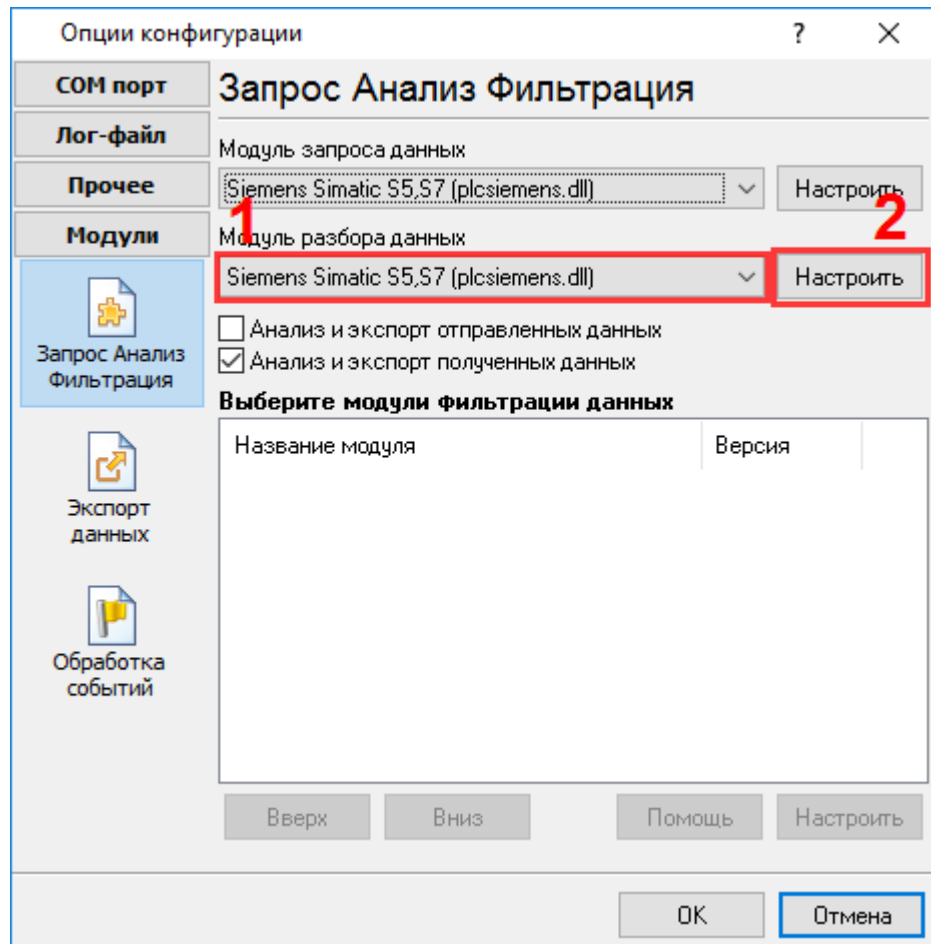 Опции конфигурации
?
COM порт
Лог-файл
Прочее
Модули
Запрос Анализ
Фильтрация
Экспорт
данных
Обработка
событий
Запрос Анализ Фильтрация
Модуль запроса данных
Siemens Simatic S5,S7 (plcsiemens.dll)
Настроить
1
2
Модуль разбора данных
Siemens Simatic S5,S7 (plcsiemens.dll)
Настроить
Анализ и экспорт отправленных данных
Анализ и экспорт полученных данных
Выберите модули фильтрации данных
Название модуля
Версия
Вверх
Вниз
Помощь
Настроить
OK
Отмена